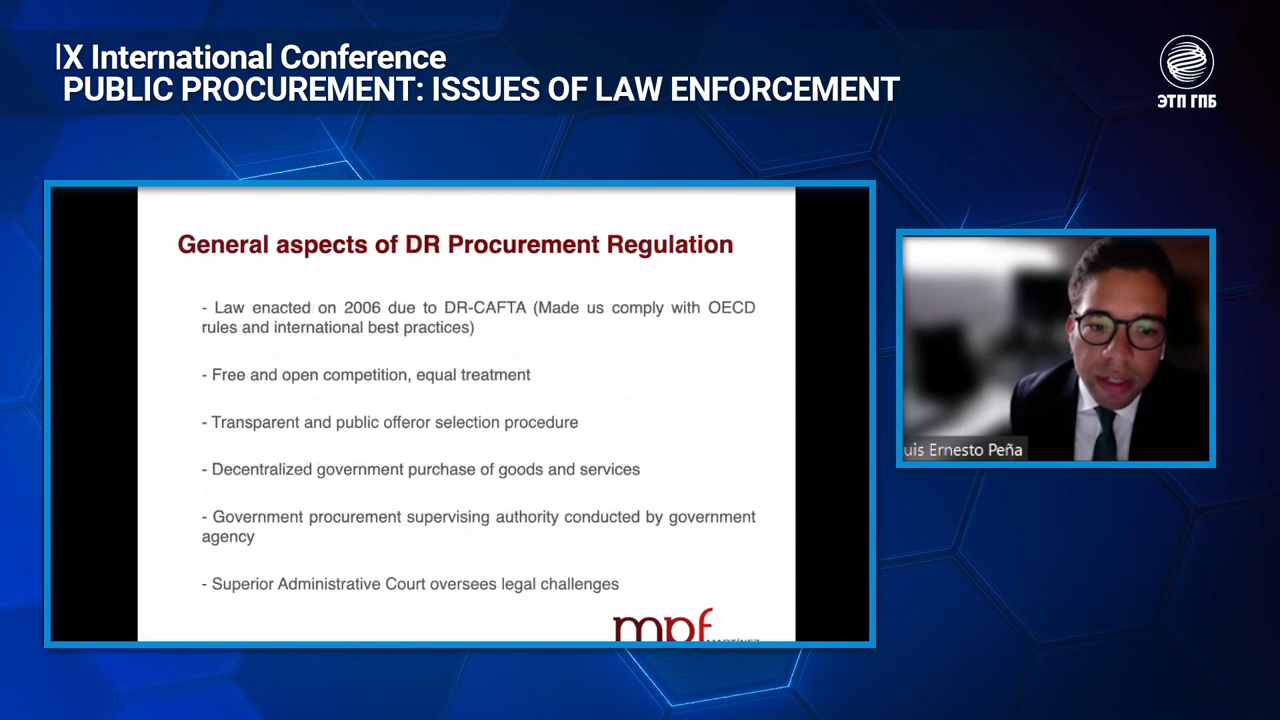 IX International Conference
PUBLIC PROCUREMENT: ISSUES OF LAW ENFORCEMENT
ЭТП ГПБ
General aspects of DR Procurement Regulation
- Law enacted on 2006 due to DR-CAFTA (Made us comply with OECD
rules and international best practices)
- Free and open competition, equal treatment
- Transparent and public offeror selection procedure
- Decentralized government purchase of goods and services
- Government procurement supervising authority conducted by government
agency
- Superior Administrative Court oversees legal challenges
mpf
uis Ernesto Peña